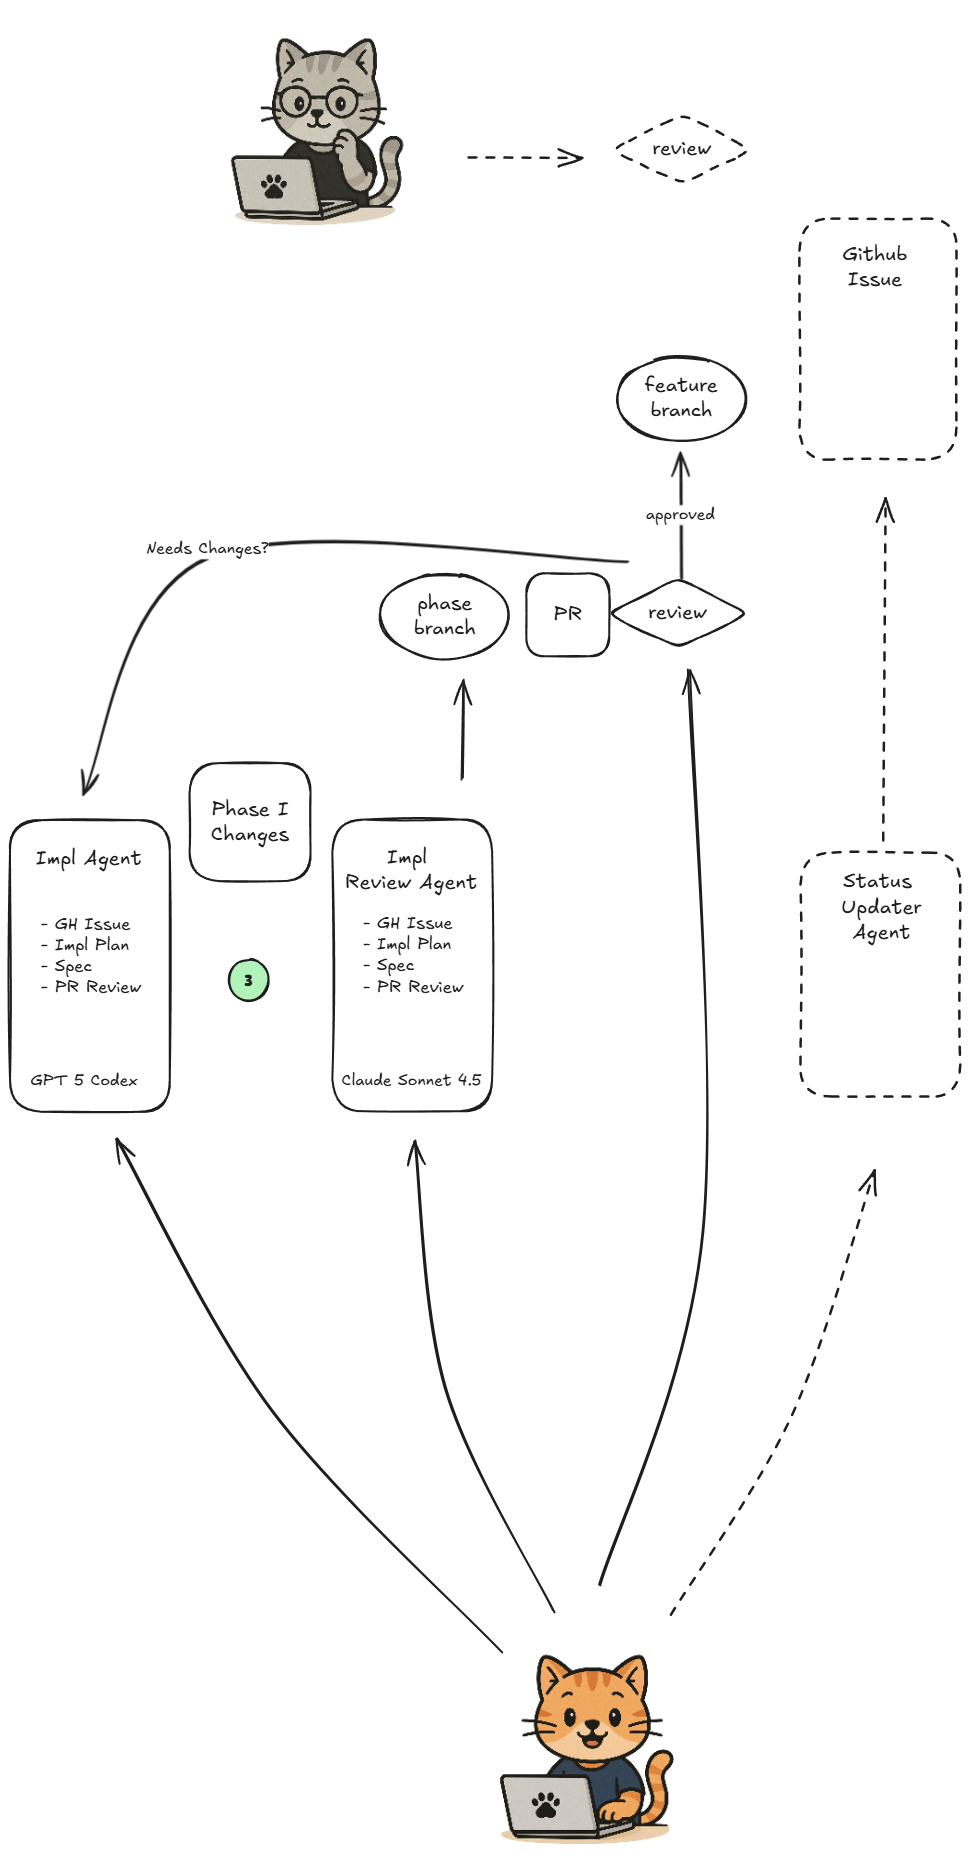 review
Github
Issue
feature
branch
approved
Needs Changes?
phase
branch
PR
review
Phase I
Changes
Impl Agent
- GH Issue
- Impl Plan
- Spec
- PR Review
GPT 5 Codex
3
Impl
Review Agent
- GH Issue
- Impl Plan
- Spec
- PR Review
Claude Sonnet 4.5
Status
Updater
Agent